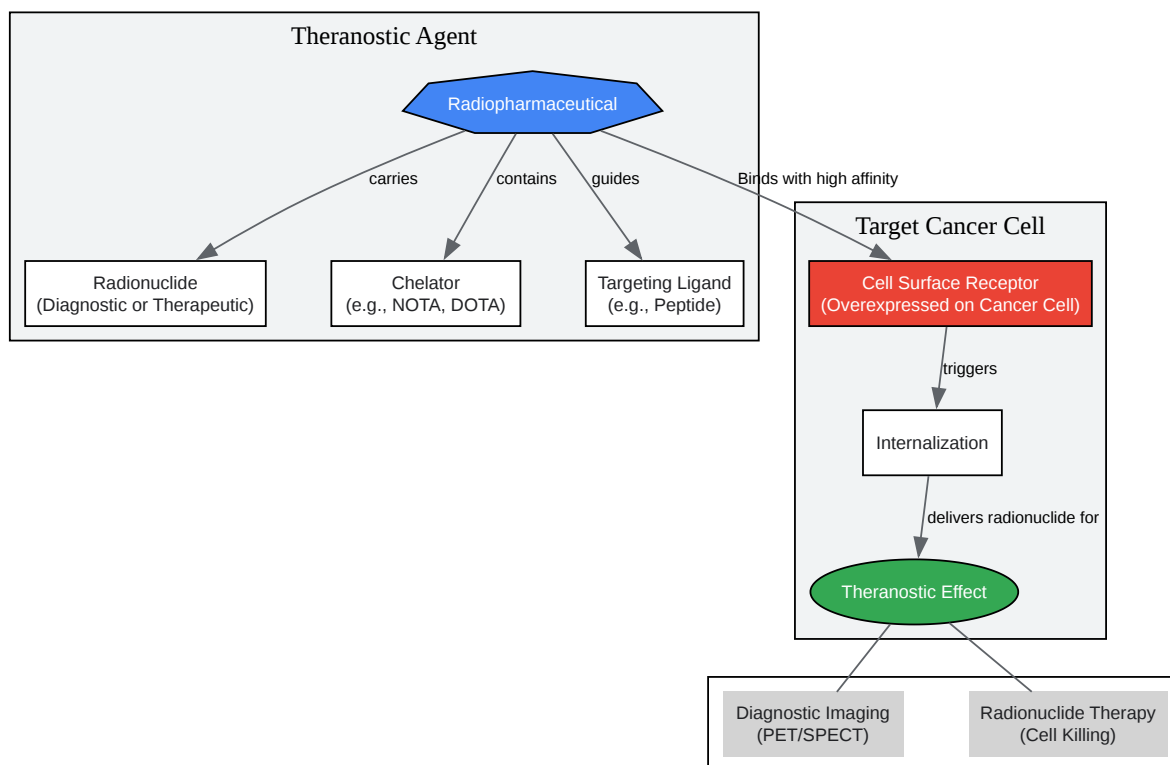 Theranostic Agent
Radiopharmaceutical
carries
contains
guides
Binds with high affinity
Radionuclide
(Diagnostic or Therapeutic)
Chelator
(e.g., NOTA, DOTA)
Targeting Ligand
(e.g., Peptide)
Target Cancer Cell
Cell Surface Receptor
(Overexpressed on Cancer Cell)
triggers
Internalization
delivers radionuclide for
Theranostic Effect
Diagnostic Imaging
(PET/SPECT)
Radionuclide Therapy
(Cell Killing)